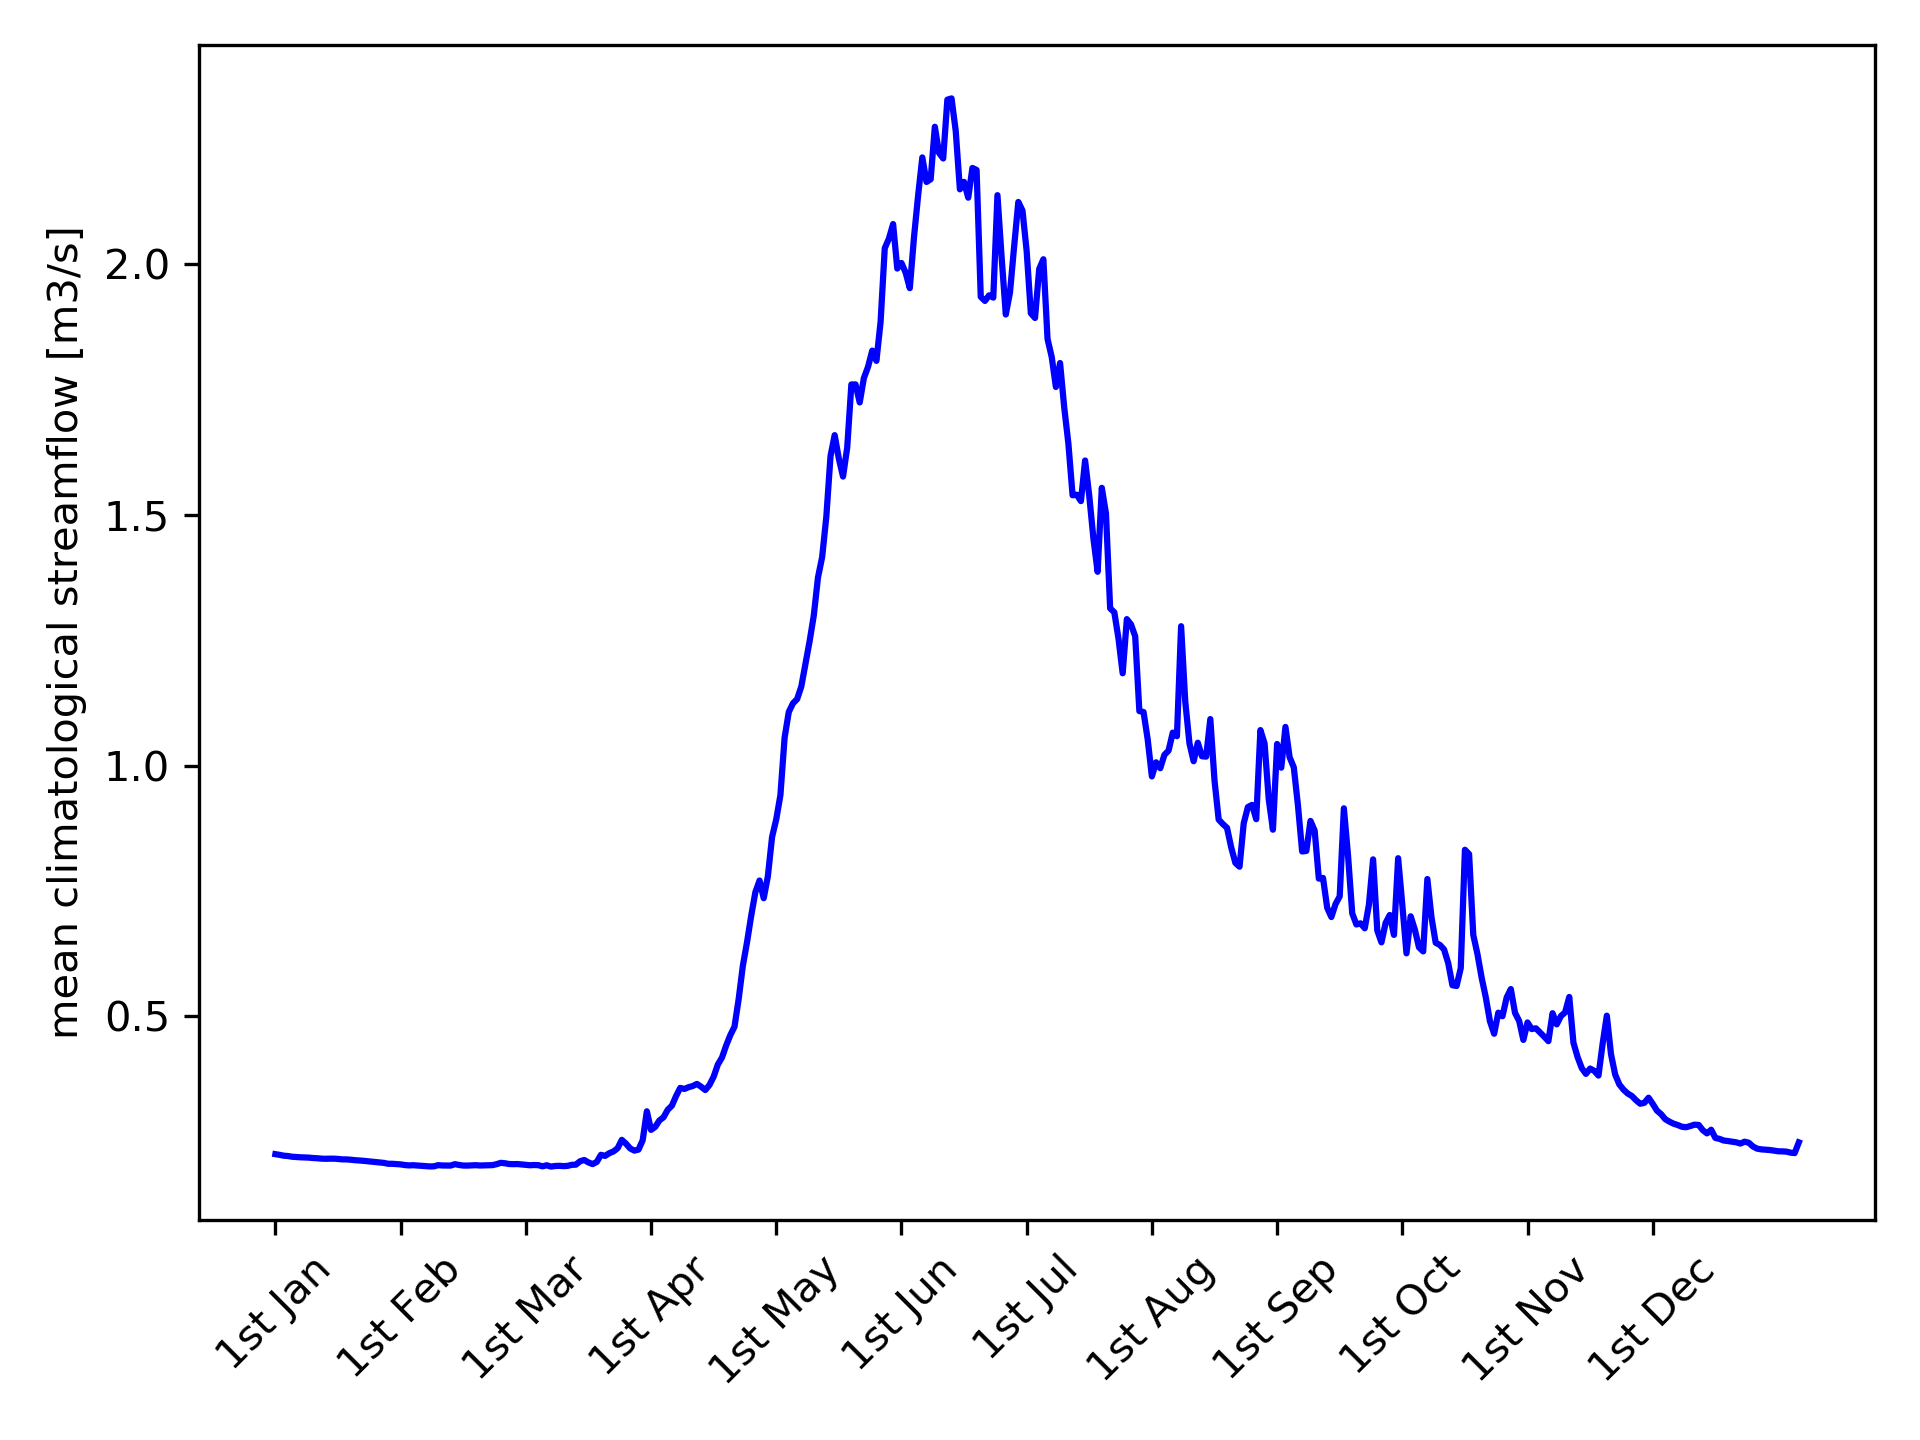 mean climatological streamflow [m3/s]
2.0
1.5
1.0
0.5
1st Jan
1st Feb
1st Mar
1st Apr
1st May
1st Jun
1st Jul
1st Aug
1st Sep
1st Oct
1st Nov
1st Dec